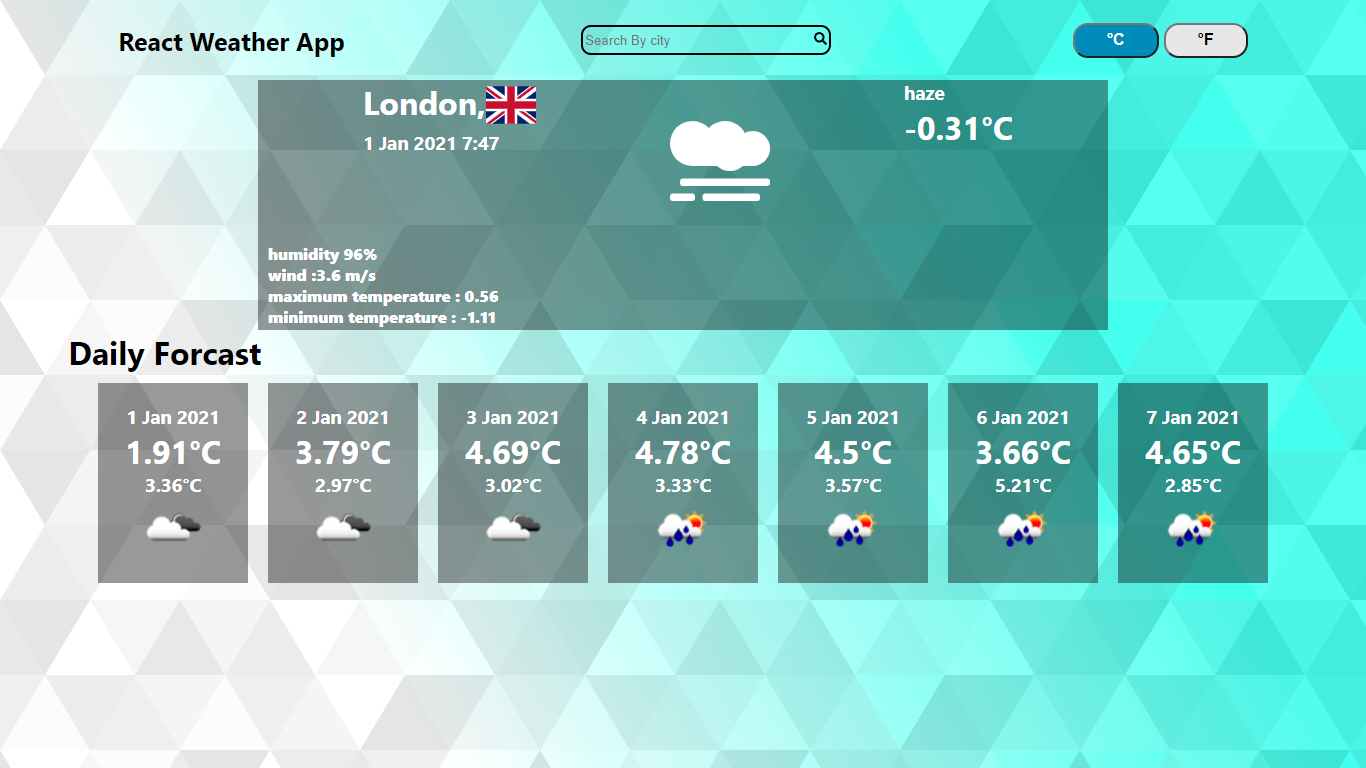 React Weather App
Search By city
°C
°F
London,
1 Jan 2021 7:47
haze
-0.31°C
humidity 96%
wind :3.6 m/s
maximum temperature : 0.56
minimum temperature : -1.11
Daily Forcast
1 Jan 2021
1.91°C
3.36°C
2 Jan 2021
3.79°C
2.97°C
3 Jan 2021
4.69°C
3.02°C
4 Jan 2021
4.78°C
3.33°C
5 Jan 2021
4.5°C
3.57°C
6 Jan 2021
3.66°C
5.21°C
7 Jan 2021
4.65°C
2.85°C